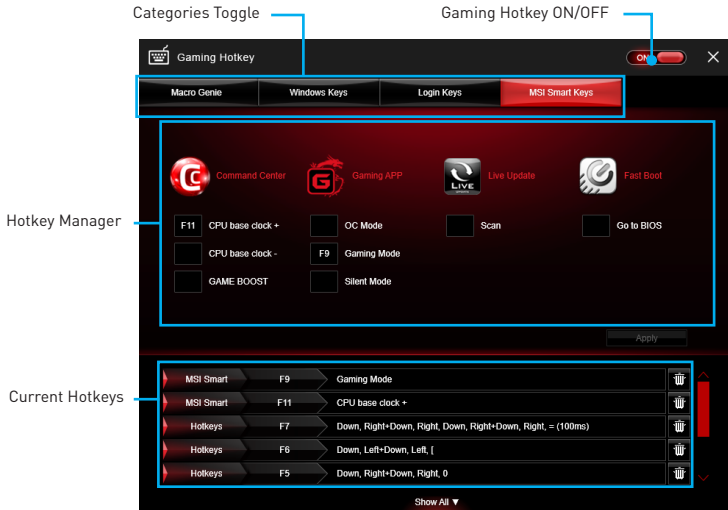 Categories Toggle Gaming Hotkey ON/OFF
Gaming Hotkey ON
Macro Genie Windows Keys Login Keys MSI Smart Keys
Command Center Gaming APP LIVE UPDATE Live Update Fast Boot
Hotkey Manager
F11 CPU base clock + OC Mode Scan Go to BIOS
CPU base clock - F9 Gaming Mode
GAME BOOST Silent Mode
Apply
Current Hotkeys
MSI Smart F9 Gaming Mode
MSI Smart F11 CPU base clock +
Hotkeys F7 Down, Right+Down, Right, Down, Right+Down, Right, = (100ms)
Hotkeys F6 Down, Left+Down, Left, [
Hotkeys F5 Down, Right+Down, Right, 0
Show All ▼